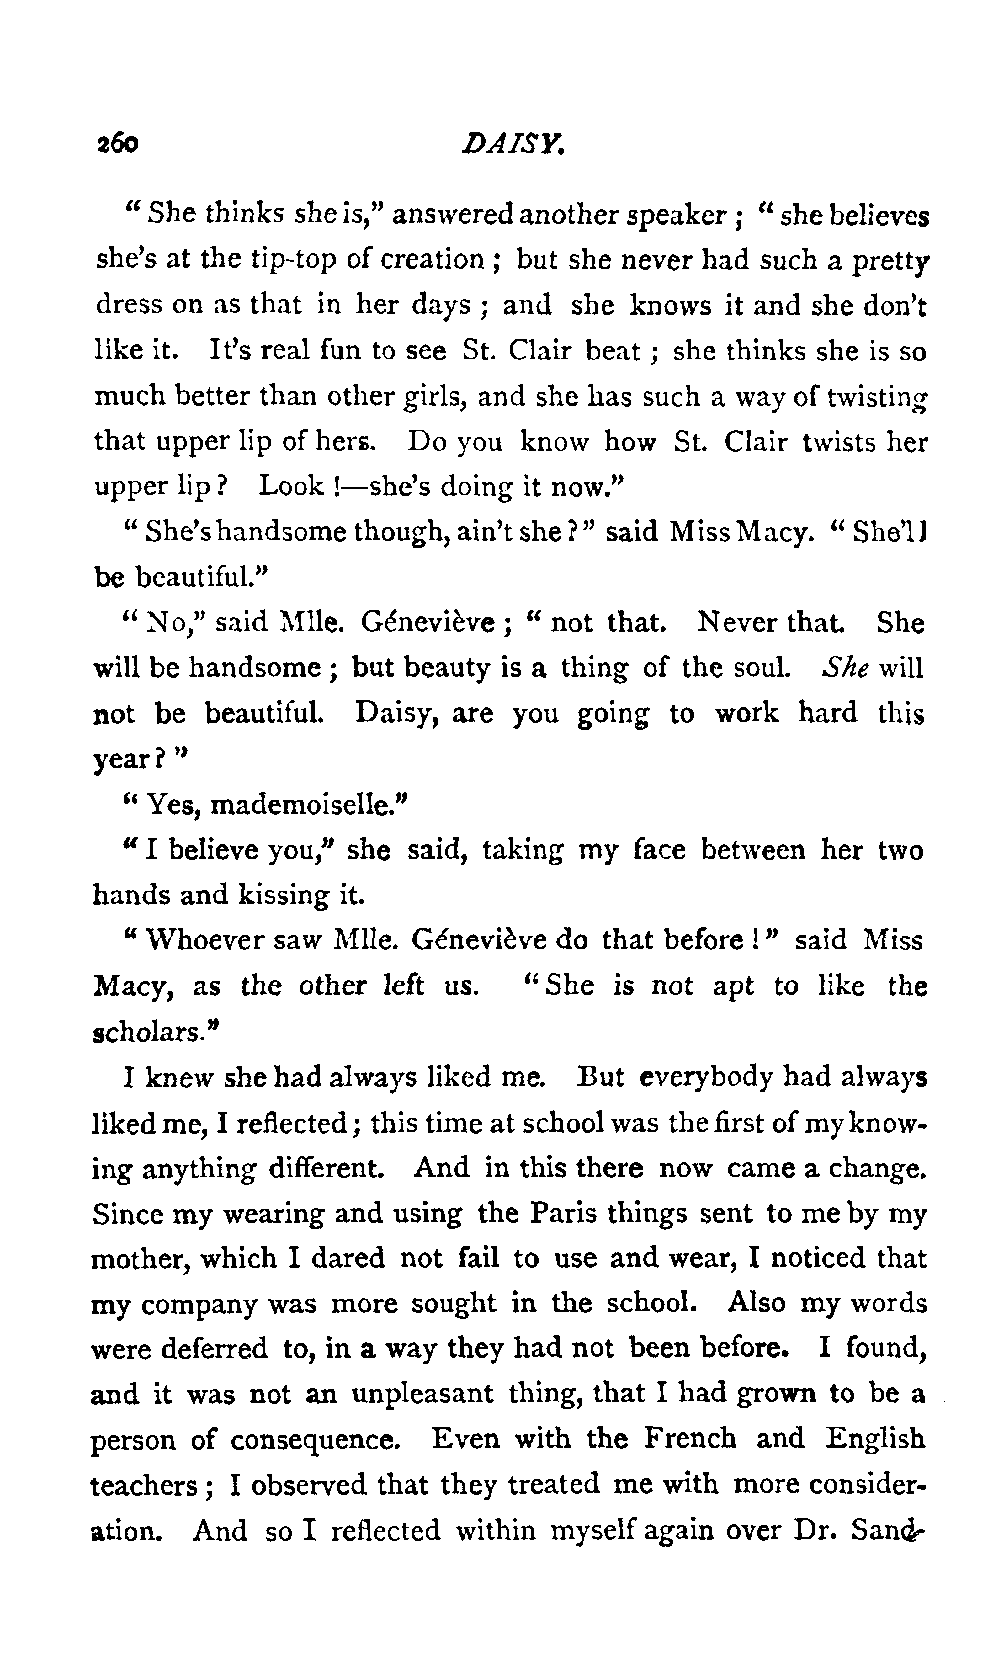 260 DAISY.
“ She thinks she is,” answered another speaker ; “ she believes
she’s at the tip-top of creation ; but she never had such a pretty
dress on as that in her days ; and she knows it and she don’t
like it. It’s real fun to see St. Clair beat ; she thinks she is so
much better than other girls, and she has such a way of twisting
that upper lip of hers. Do you know how St. Clair twists her
upper lip ? Look !—she’s doing it now.”
“ She’s handsome though, ain’t she ?” said Miss Macy. “ She’ll
be beautiful.”
“ No,” said Mlle. Géneviève ; “ not that. Never that. She
will be handsome ; but beauty is a thing of the soul. She will
not be beautiful. Daisy, are you going to work hard this
year ? ”
“ Yes, mademoiselle.”
“ I believe you,” she said, taking my face between her two
hands and kissing it.
“ Whoever saw Mlle. Géneviève do that before ! ” said Miss
Macy, as the other left us. “ She is not apt to like the
scholars.”
I knew she had always liked me. But everybody had always
liked me, I reflected ; this time at school was the first of my know-
ing anything different. And in this there now came a change.
Since my wearing and using the Paris things sent to me by my
mother, which I dared not fail to use and wear, I noticed that
my company was more sought in the school. Also my words
were deferred to, in a way they had not been before. I found,
and it was not an unpleasant thing, that I had grown to be a
person of consequence. Even with the French and English
teachers ; I observed that they treated me with more consider-
ation. And so I reflected within myself again over Dr. Sand-